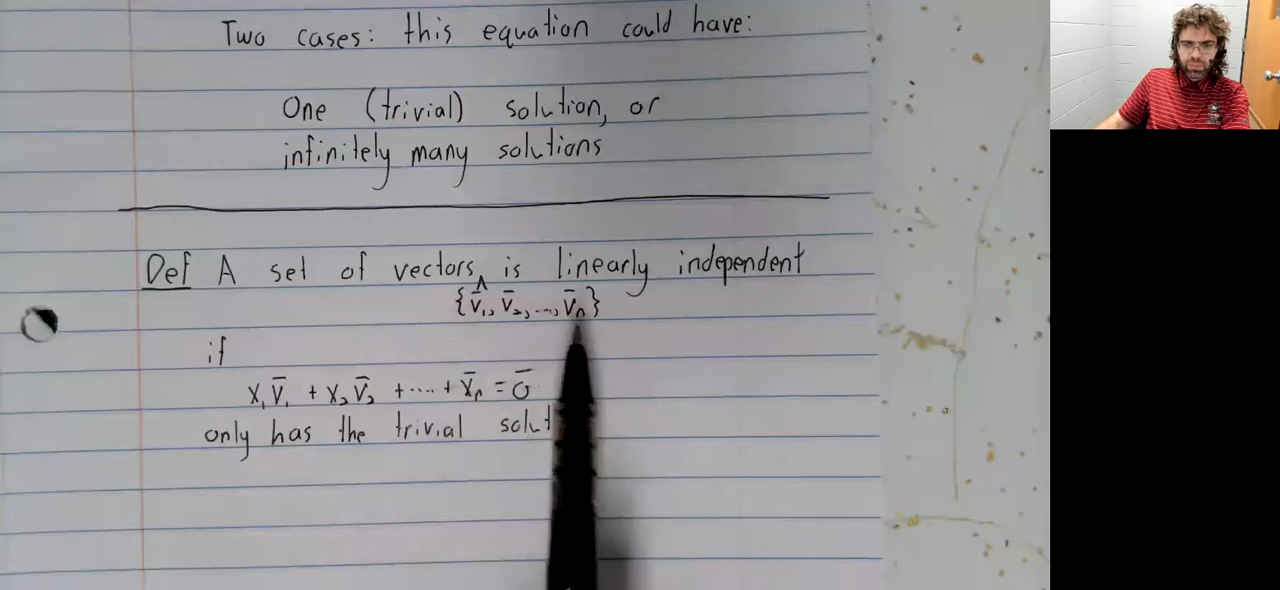 Two cases: this equation could have:
One (trivial) solution, or
infinitely many solutions
Def A set of vectors is linearly independent
{v̄₁, v̄₂, ..., v̄ₙ}
if
x₁v̄₁ + x₂v̄₂ + .... + x̄ₙ = 0̄
only has the trivial solut